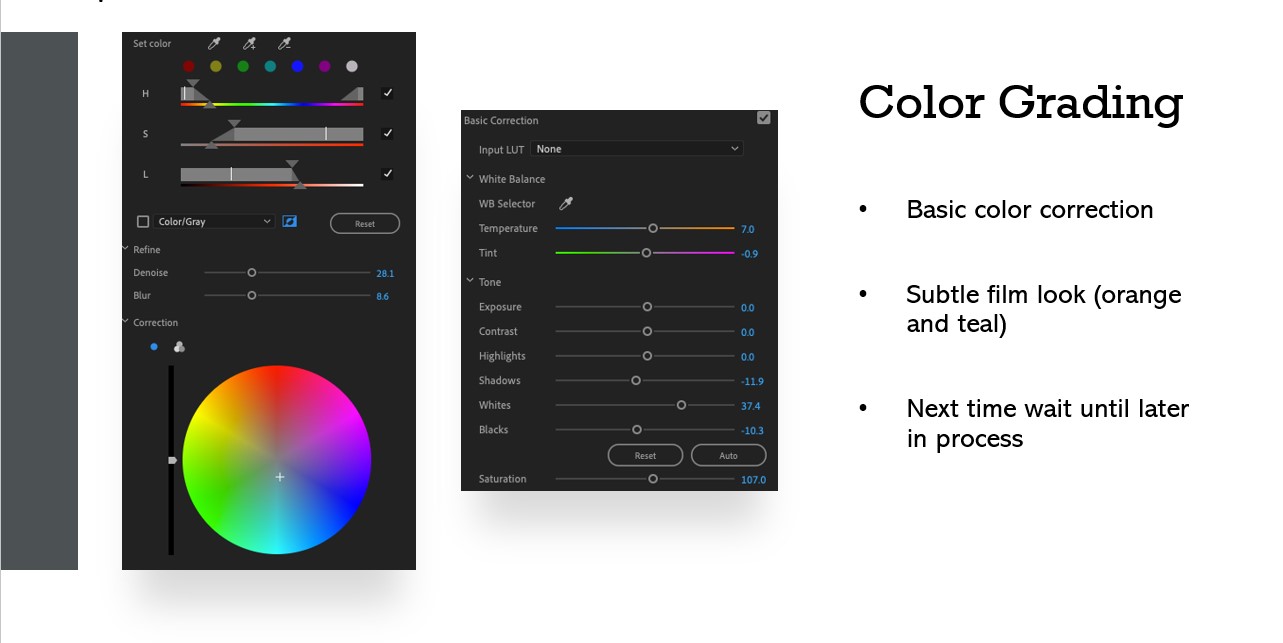 Set color
H
S
L
Color/Gray
Reset
Refine
Denoise 28.1
Blur 8.6
Correction
Basic Correction
Input LUT None
White Balance
WB Selector
Temperature 7.0
Tint -0.9
Tone
Exposure 0.0
Contrast 0.0
Highlights 0.0
Shadows -11.9
Whites 37.4
Blacks -10.3
Reset Auto
Saturation 107.0
Color Grading
• Basic color correction
• Subtle film look (orange
and teal)
• Next time wait until later
in process